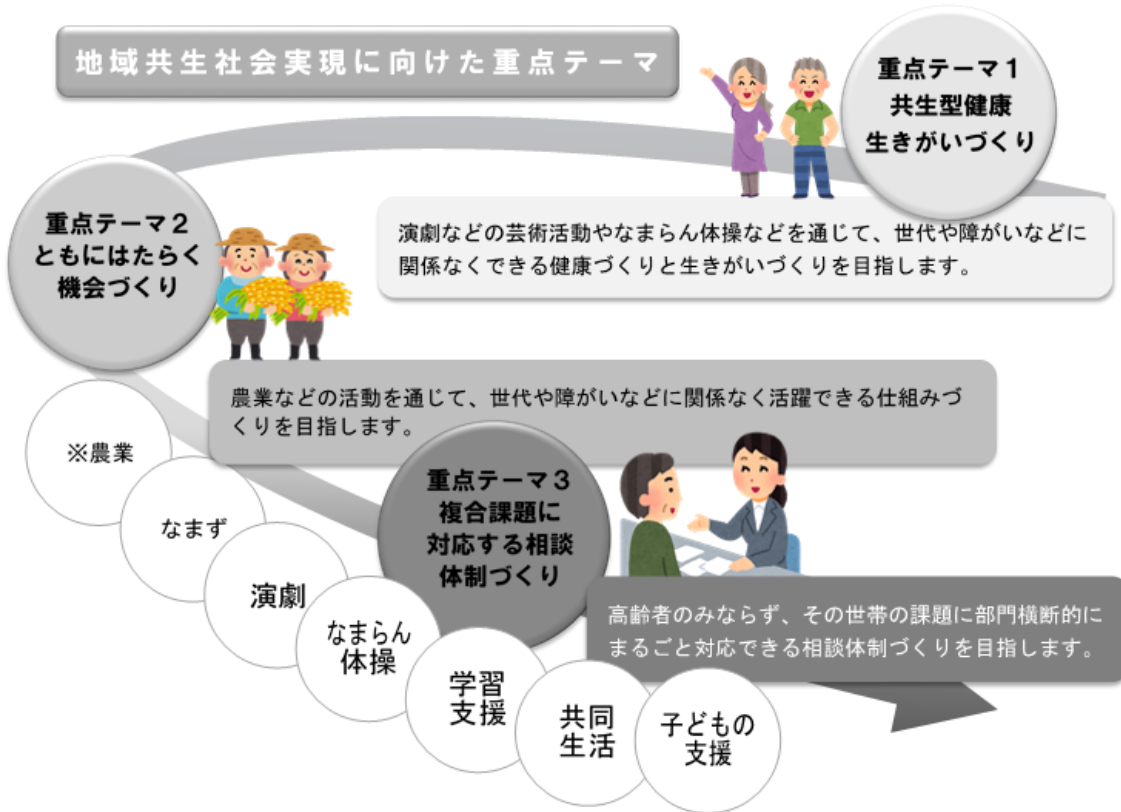 地域共生社会実現に向けた重点テーマ
重点テーマ１
共生型健康
生きがいづくり
演劇などの芸術活動やなまらん体操などを通じて、世代や障がいなどに
関係なくできる健康づくりと生きがいづくりを目指します。
重点テーマ２
ともにはたらく
機会づくり
農業などの活動を通じて、世代や障がいなどに関係なく活躍できる仕組みづ
くりを目指します。
重点テーマ３
複合課題に
対応する相談
体制づくり
高齢者のみならず、その世帯の課題に部門横断的に
まるごと対応できる相談体制づくりを目指します。
※農業
なまず
演劇
なまらん
体操
学習
支援
共同
生活
子どもの
支援